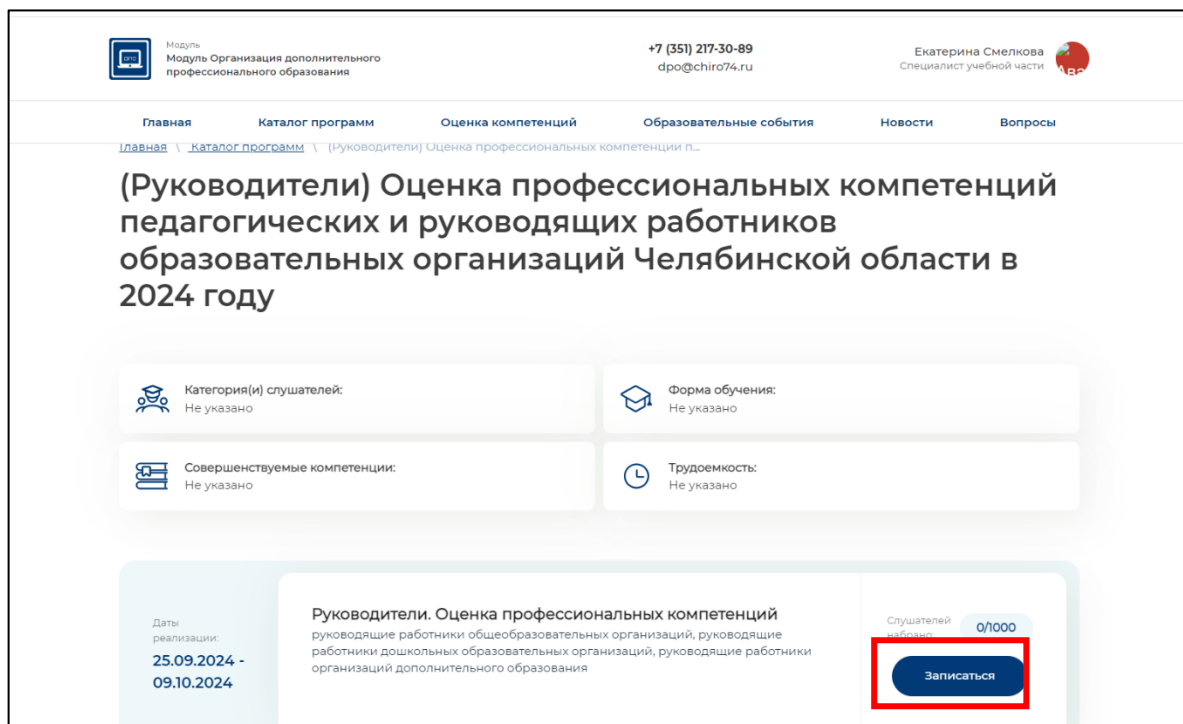 Модуль
Модуль Организация дополнительного
профессионального образования
дпо
+7 (351) 217-30-89
dpo@chiro74.ru
Екатерина Смелкова
Специалист учебной части
Ава
Главная Каталог программ Оценка компетенций Образовательные события Новости Вопросы
Главная \ Каталог программ \ (Руководители) Оценка профессиональных компетенций п...
(Руководители) Оценка профессиональных компетенций
педагогических и руководящих работников
образовательных организаций Челябинской области в
2024 году
Категория(и) слушателей:
Не указано
Форма обучения:
Не указано
Совершенствуемые компетенции:
Не указано
Трудоемкость:
Не указано
Даты
реализации:
25.09.2024 -
09.10.2024
Руководители. Оценка профессиональных компетенций
руководящие работники общеобразовательных организаций, руководящие
работники дошкольных образовательных организаций, руководящие работники
организаций дополнительного образования
Слушателей
набрано:
0/1000
Записаться